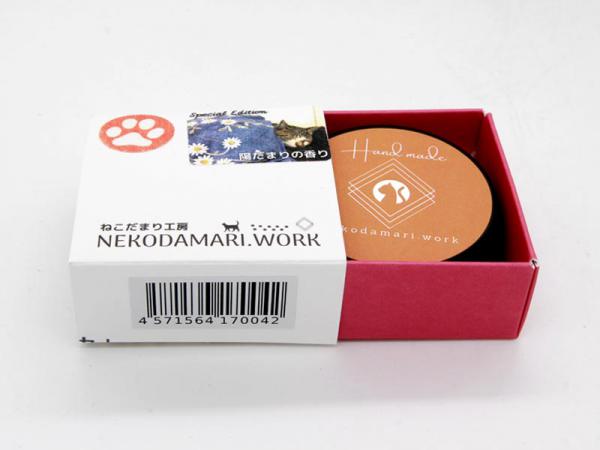 Special Edition
陽だまりの香り
Hand made
kodamari.work
ねこだまり工房
NEKODAMARI.WORK
4 571564 170042